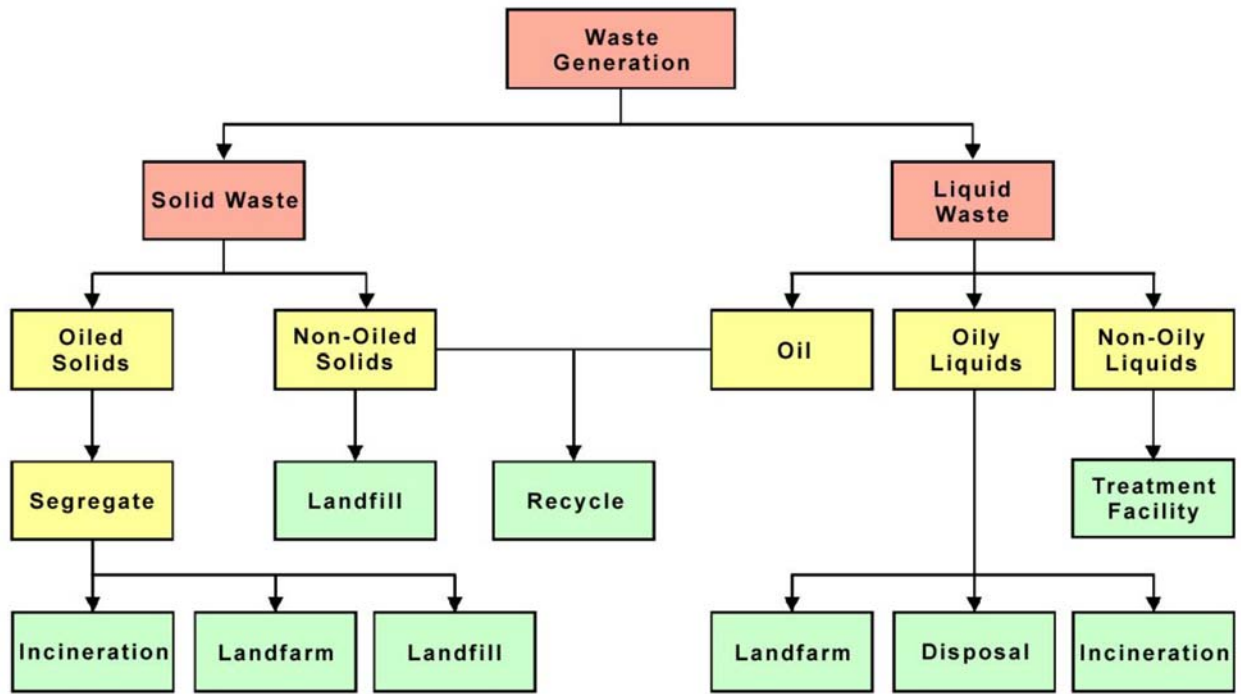 Waste
Generation
Solid Waste
Liquid
Waste
Oiled
Solids
Non-Oiled
Solids
Oil
Oily
Liquids
Non-Oily
Liquids
Segregate
Landfill
Recycle
Treatment
Facility
Incineration
Landfarm
Landfill
Landfarm
Disposal
Incineration